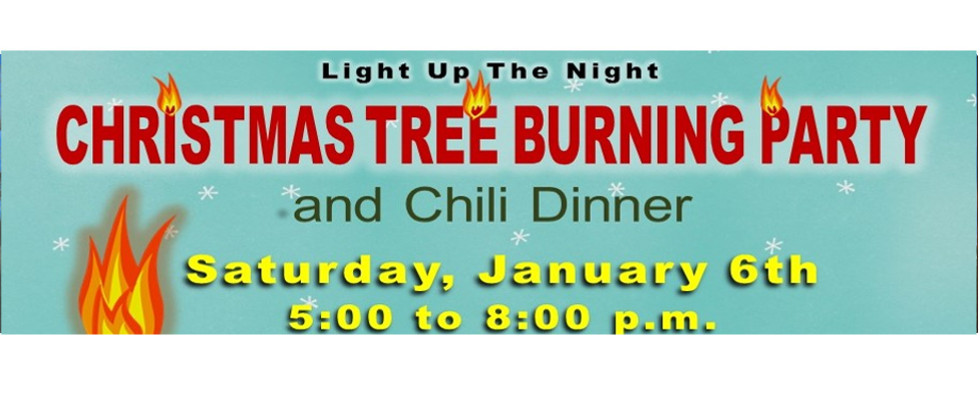 Light Up The Night
CHRISTMAS TREE BURNING PARTY
and Chili Dinner
Saturday, January 6th
5:00 to 8:00 p.m.